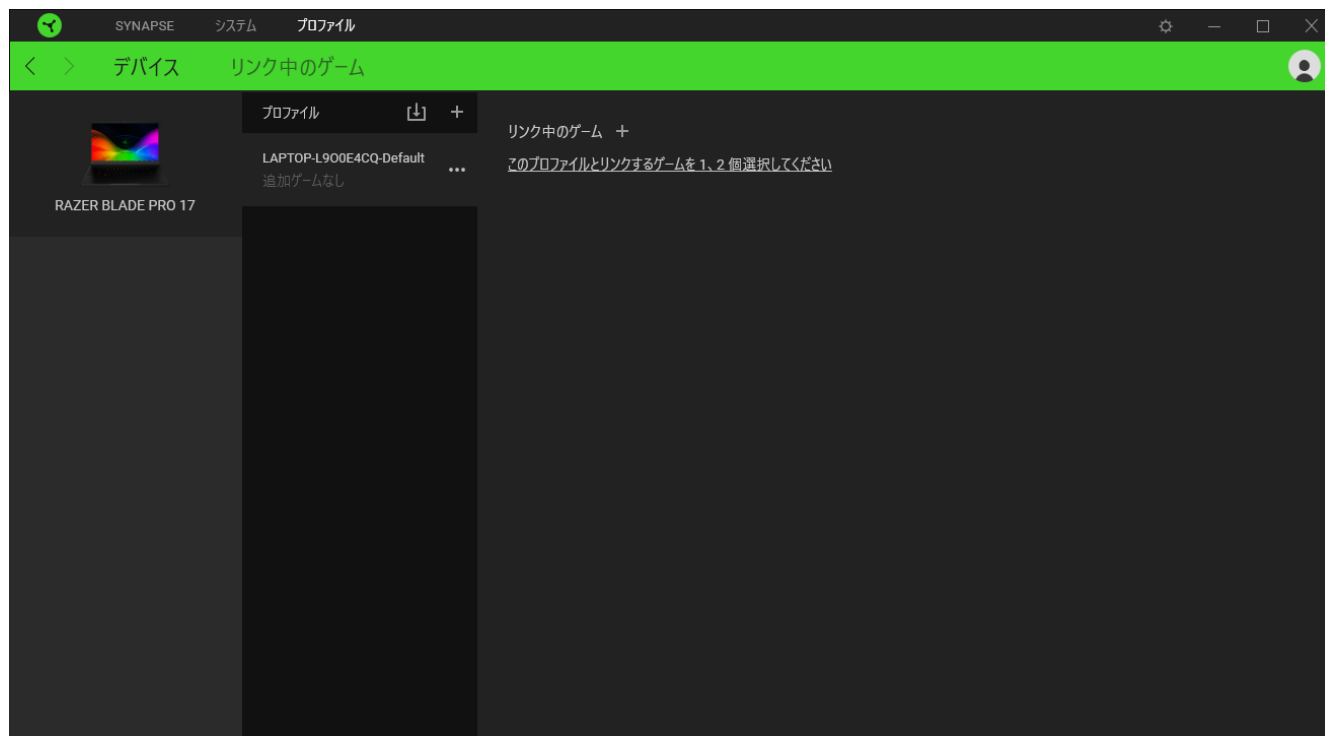 SYNAPSE システム プロファイル
デバイス リンク中のゲーム
RAZER BLADE PRO 17
プロファイル
LAPTOP-L9O0E4CQ-Default
追加ゲームなし
リンク中のゲーム
このプロファイルとリンクするゲームを 1、2 個選択してください